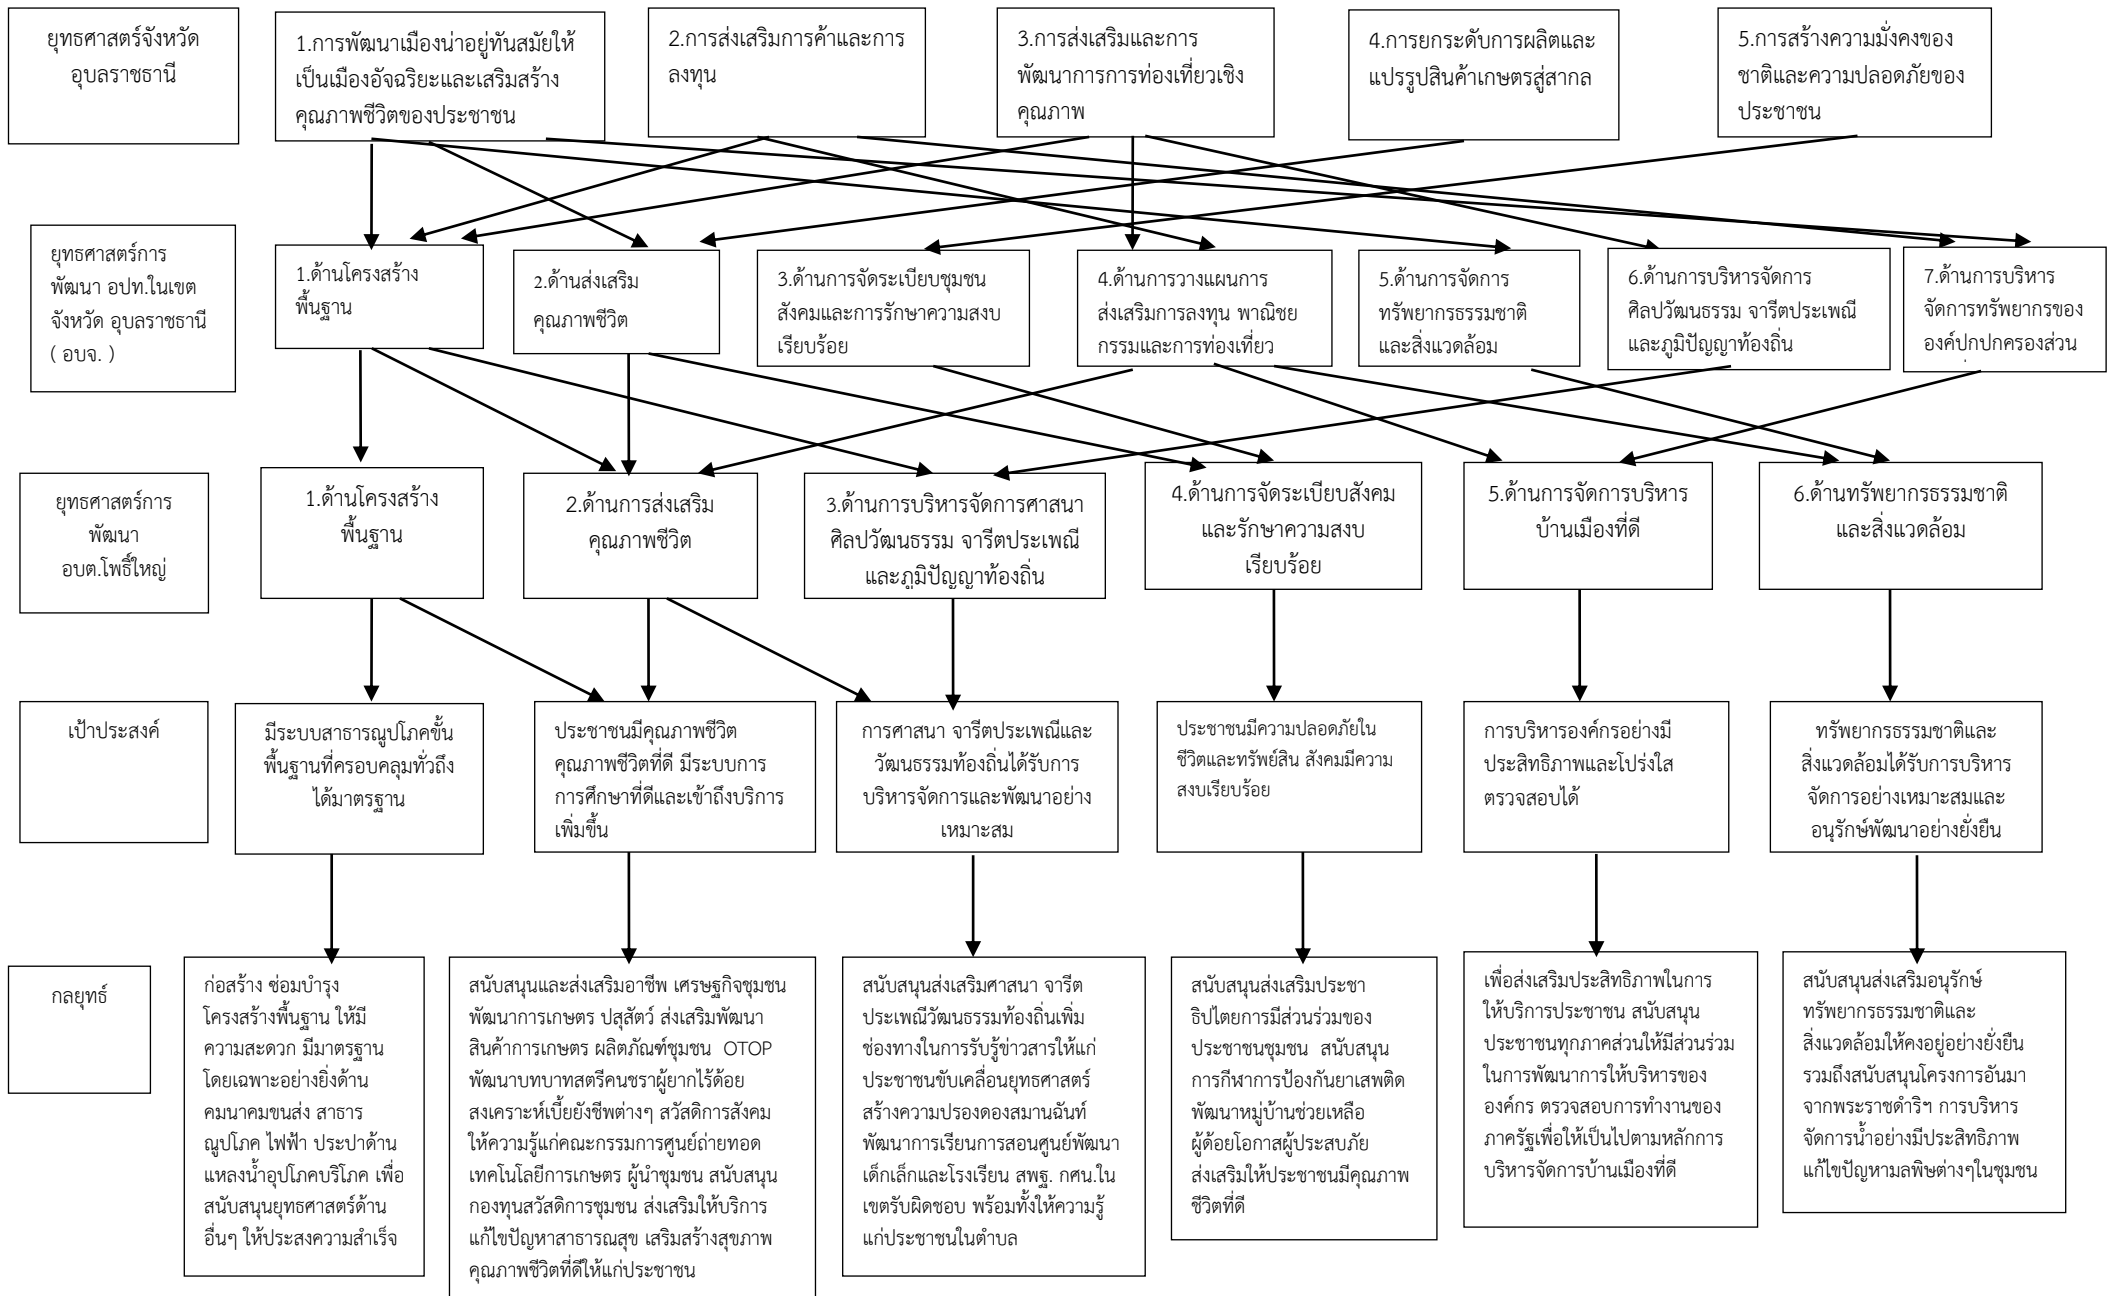 ยุทธศาสตร์จังหวัด
อุบลราชธานี
1.การพัฒนาเมืองน่าอยู่ทันสมัยให้
เป็นเมืองอัจฉริยะและเสริมสร้าง
คุณภาพชีวิตของประชาชน
2.การส่งเสริมการค้าและการ
ลงทุน
3.การส่งเสริมและการ
พัฒนาการการท่องเที่ยวเชิง
คุณภาพ
4.การยกระดับการผลิตและ
แปรรูปสินค้าเกษตรสู่สากล
5.การสร้างความมั่งคงของ
ชาติและความปลอดภัยของ
ประชาชน
ยุทธศาสตร์การ
พัฒนา อปท.ในเขต
จังหวัด อุบลราชธานี
( อบจ. )
1.ด้านโครงสร้าง
พื้นฐาน
2.ด้านส่งเสริม
คุณภาพชีวิต
3.ด้านการจัดระเบียบชุมชน
สังคมและการรักษาความสงบ
เรียบร้อย
4.ด้านการวางแผนการ
ส่งเสริมการลงทุน พาณิชย
กรรมและการท่องเที่ยว
5.ด้านการจัดการ
ทรัพยากรธรรมชาติ
และสิ่งแวดล้อม
6.ด้านการบริหารจัดการ
ศิลปวัฒนธรรม จารีตประเพณี
และภูมิปัญญาท้องถิ่น
7.ด้านการบริหาร
จัดการทรัพยากรของ
องค์ปกปกครองส่วน
ยุทธศาสตร์การ
พัฒนา
อบต.โพธิ์ใหญ่
1.ด้านโครงสร้าง
พื้นฐาน
2.ด้านการส่งเสริม
คุณภาพชีวิต
3.ด้านการบริหารจัดการศาสนา
ศิลปวัฒนธรรม จารีตประเพณี
และภูมิปัญญาท้องถิ่น
4.ด้านการจัดระเบียบสังคม
และรักษาความสงบ
เรียบร้อย
5.ด้านการจัดการบริหาร
บ้านเมืองที่ดี
6.ด้านทรัพยากรธรรมชาติ
และสิ่งแวดล้อม
เป้าประสงค์
มีระบบสาธารณูปโภคขั้น
พื้นฐานที่ครอบคลุมทั่วถึง
ได้มาตรฐาน
ประชาชนมีคุณภาพชีวิต
คุณภาพชีวิตที่ดี มีระบบการ
การศึกษาที่ดีและเข้าถึงบริการ
เพิ่มขึ้น
การศาสนา จารีตประเพณีและ
วัฒนธรรมท้องถิ่นได้รับการ
บริหารจัดการและพัฒนาอย่าง
เหมาะสม
ประชาชนมีความปลอดภัยใน
ชีวิตและทรัพย์สิน สังคมมีความ
สงบเรียบร้อย
การบริหารองค์กรอย่างมี
ประสิทธิภาพและโปร่งใส
ตรวจสอบได้
ทรัพยากรธรรมชาติและ
สิ่งแวดล้อมได้รับการบริหาร
จัดการอย่างเหมาะสมและ
อนุรักษ์พัฒนาอย่างยั่งยืน
กลยุทธ์
ก่อสร้าง ซ่อมบำรุง
โครงสร้างพื้นฐาน ให้มี
ความสะดวก มีมาตรฐาน
โดยเฉพาะอย่างยิ่งด้าน
คมนาคมขนส่ง สาธาร
ณูปโภค ไฟฟ้า ประปาด้าน
แหลงน้ำอุปโภคบริโภค เพื่อ
สนับสนุนยุทธศาสตร์ด้าน
อื่นๆ ให้ประสงความสำเร็จ
สนับสนุนและส่งเสริมอาชีพ เศรษฐกิจชุมชน
พัฒนาการเกษตร ปสุสัตว์ ส่งเสริมพัฒนา
สินค้าการเกษตร ผลิตภัณฑ์ชุมชน OTOP
พัฒนาบทบาทสตรีคนชราผู้ยากไร้ด้อย
สงเคราะห์เบี้ยยังชีพต่างๆ สวัสดิการสังคม
ให้ความรู้แก่คณะกรรมการศูนย์ถ่ายทอด
เทคโนโลยีการเกษตร ผู้นำชุมชน สนับสนุน
กองทุนสวัสดิการชุมชน ส่งเสริมให้บริการ
แก้ไขปัญหาสาธารณสุข เสริมสร้างสุขภาพ
คุณภาพชีวิตที่ดีให้แก่ประชาชน
สนับสนุนส่งเสริมศาสนา จารีต
ประเพณีวัฒนธรรมท้องถิ่นเพิ่ม
ช่องทางในการรับรู้ข่าวสารให้แก่
ประชาชนขับเคลื่อนยุทธศาสตร์
สร้างความปรองดองสมานฉันท์
พัฒนาการเรียนการสอนศูนย์พัฒนา
เด็กเล็กและโรงเรียน สพฐ. กศน.ใน
เขตรับผิดชอบ พร้อมทั้งให้ความรู้
แก่ประชาชนในตำบล
สนับสนุนส่งเสริมประชา
ธิปไตยการมีส่วนร่วมของ
ประชาชนชุมชน สนับสนุน
การกีฬาการป้องกันยาเสพติด
พัฒนาหมู่บ้านช่วยเหลือ
ผู้ด้อยโอกาสผู้ประสบภัย
ส่งเสริมให้ประชาชนมีคุณภาพ
ชีวิตที่ดี
เพื่อส่งเสริมประสิทธิภาพในการ
ให้บริการประชาชน สนับสนุน
ประชาชนทุกภาคส่วนให้มีส่วนร่วม
ในการพัฒนาการให้บริหารของ
องค์กร ตรวจสอบการทำงานของ
ภาครัฐเพื่อให้เป็นไปตามหลักการ
บริหารจัดการบ้านเมืองที่ดี
สนับสนุนส่งเสริมอนุรักษ์
ทรัพยากรธรรมชาติและ
สิ่งแวดล้อมให้คงอยู่อย่างยั่งยืน
รวมถึงสนับสนุนโครงการอันมา
จากพระราชดำริฯ การบริหาร
จัดการน้ำอย่างมีประสิทธิภาพ
แก้ไขปัญหามลพิษต่างๆในชุมชน